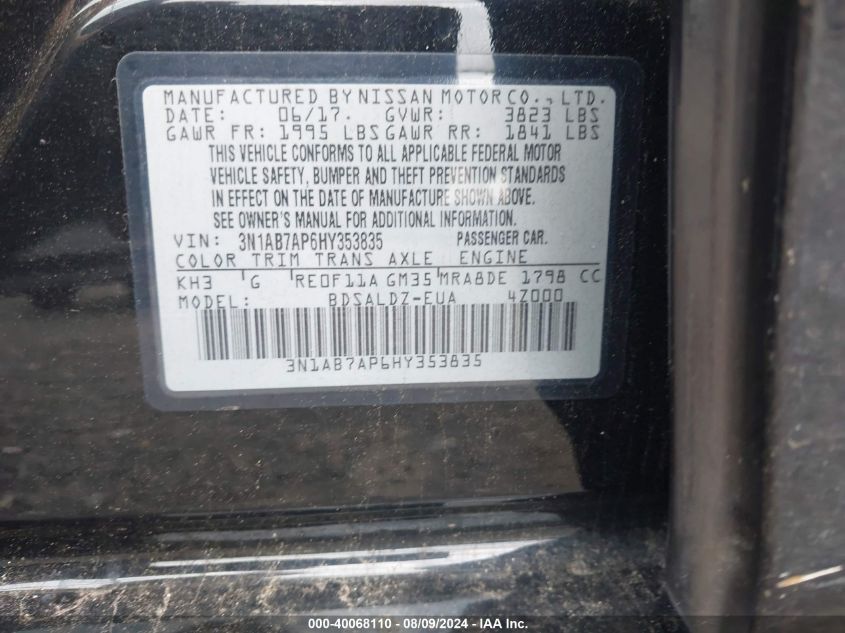 MANUFACTURED BY NISSAN MOTOR CO., LTD.
DATE: 06/17. GVWR: 3823 LBS
GAWR FR: 1995 LBS GAWR RR: 1841 LBS
THIS VEHICLE CONFORMS TO ALL APPLICABLE FEDERAL MOTOR
VEHICLE SAFETY, BUMPER AND THEFT PREVENTION STANDARDS
IN EFFECT ON THE DATE OF MANUFACTURE SHOWN ABOVE.
SEE OWNER'S MANUAL FOR ADDITIONAL INFORMATION.
VIN: 3N1AB7AP6HY353835 PASSENGER CAR.
COLOR TRIM TRANS AXLE ENGINE
KH3 G RE0F11A GM35 MRA8DE 1798 CC
MODEL: BDSALDZ-EUA 4Z000
3N1AB7AP6HY353835
000-40068110 - 08/09/2024 - IAA Inc.